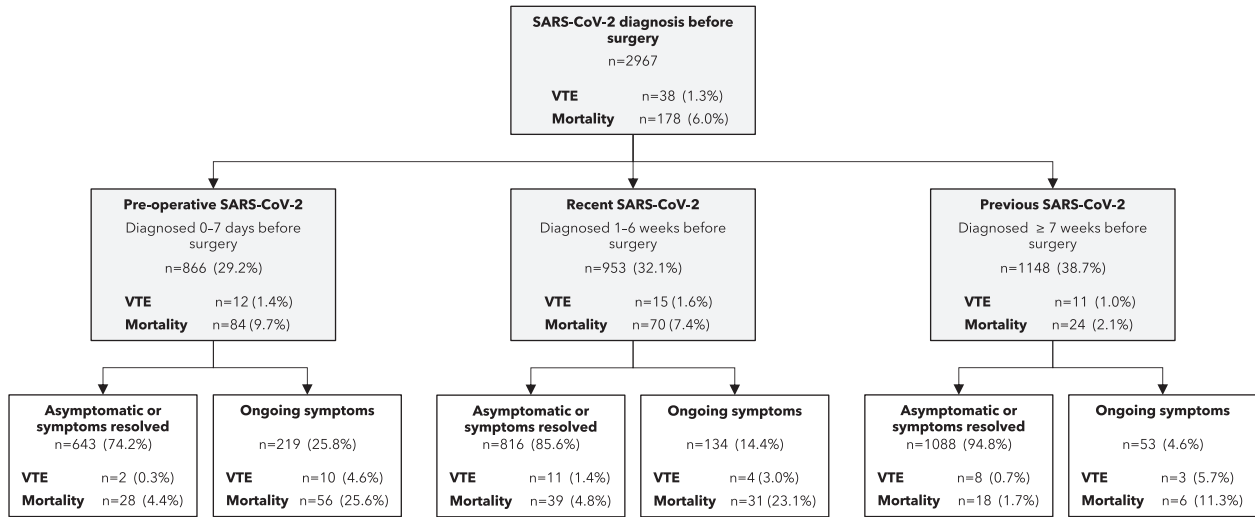 SARS-CoV-2 diagnosis before
surgery
n=2967
VTE n=38 (1.3%)
Mortality n=178 (6.0%)
Pre-operative SARS-CoV-2
Diagnosed 0–7 days before
surgery
n=866 (29.2%)
VTE n=12 (1.4%)
Mortality n=84 (9.7%)
Recent SARS-CoV-2
Diagnosed 1–6 weeks before
surgery
n=953 (32.1%)
VTE n=15 (1.6%)
Mortality n=70 (7.4%)
Previous SARS-CoV-2
Diagnosed ≥ 7 weeks before
surgery
n=1148 (38.7%)
VTE n=11 (1.0%)
Mortality n=24 (2.1%)
Asymptomatic or
symptoms resolved
n=643 (74.2%)
VTE n=2 (0.3%)
Mortality n=28 (4.4%)
Ongoing symptoms
n=219 (25.8%)
VTE n=10 (4.6%)
Mortality n=56 (25.6%)
Asymptomatic or
symptoms resolved
n=816 (85.6%)
VTE n=11 (1.4%)
Mortality n=39 (4.8%)
Ongoing symptoms
n=134 (14.4%)
VTE n=4 (3.0%)
Mortality n=31 (23.1%)
Asymptomatic or
symptoms resolved
n=1088 (94.8%)
VTE n=8 (0.7%)
Mortality n=18 (1.7%)
Ongoing symptoms
n=53 (4.6%)
VTE n=3 (5.7%)
Mortality n=6 (11.3%)